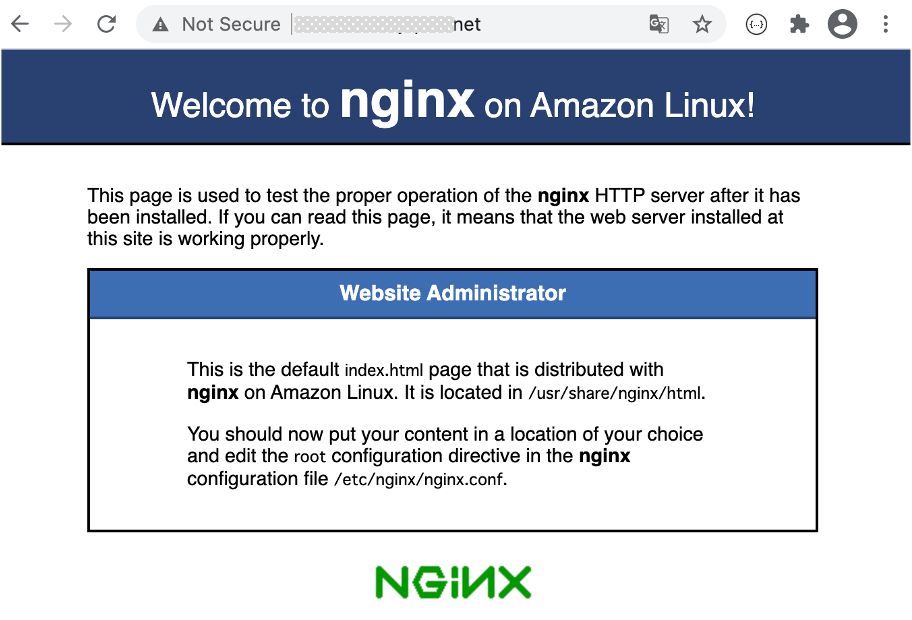 Not Secure net
Welcome to nginx on Amazon Linux!
This page is used to test the proper operation of the nginx HTTP server after it has
been installed. If you can read this page, it means that the web server installed at
this site is working properly.
Website Administrator
This is the default index.html page that is distributed with
nginx on Amazon Linux. It is located in /usr/share/nginx/html.
You should now put your content in a location of your choice
and edit the root configuration directive in the nginx
configuration file /etc/nginx/nginx.conf.
NGINX